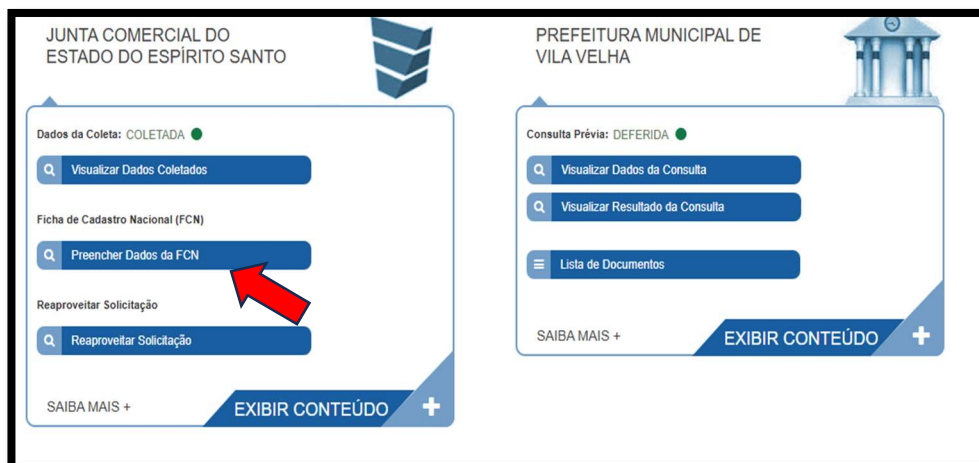 JUNTA COMERCIAL DO
ESTADO DO ESPÍRITO SANTO
Dados da Coleta: COLETADA
Visualizar Dados Coletados
Ficha de Cadastro Nacional (FCN)
Preencher Dados da FCN
Reaproveitar Solicitação
Reaproveitar Solicitação
SAIBA MAIS +
EXIBIR CONTEÚDO +
PREFEITURA MUNICIPAL DE
VILA VELHA
Consulta Prévia: DEFERIDA
Visualizar Dados da Consulta
Visualizar Resultado da Consulta
Lista de Documentos
SAIBA MAIS +
EXIBIR CONTEÚDO +